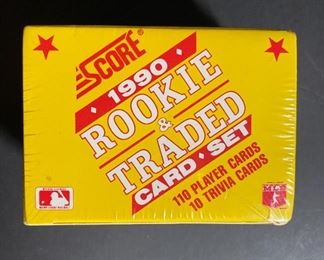 SCORE®
1990
ROOKIE
&
TRADED
CARD • SET
110 PLAYER CARDS
10 TRIVIA CARDS